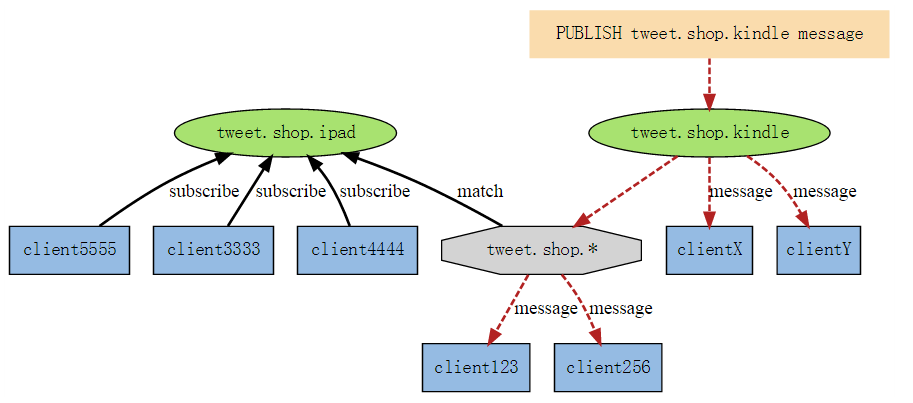 PUBLISH tweet.shop.kindle message
tweet.shop.ipad
tweet.shop.kindle
subscribe
subscribe
subscribe
match
message
message
client5555
client3333
client4444
tweet.shop.*
clientX
clientY
message
message
client123
client256